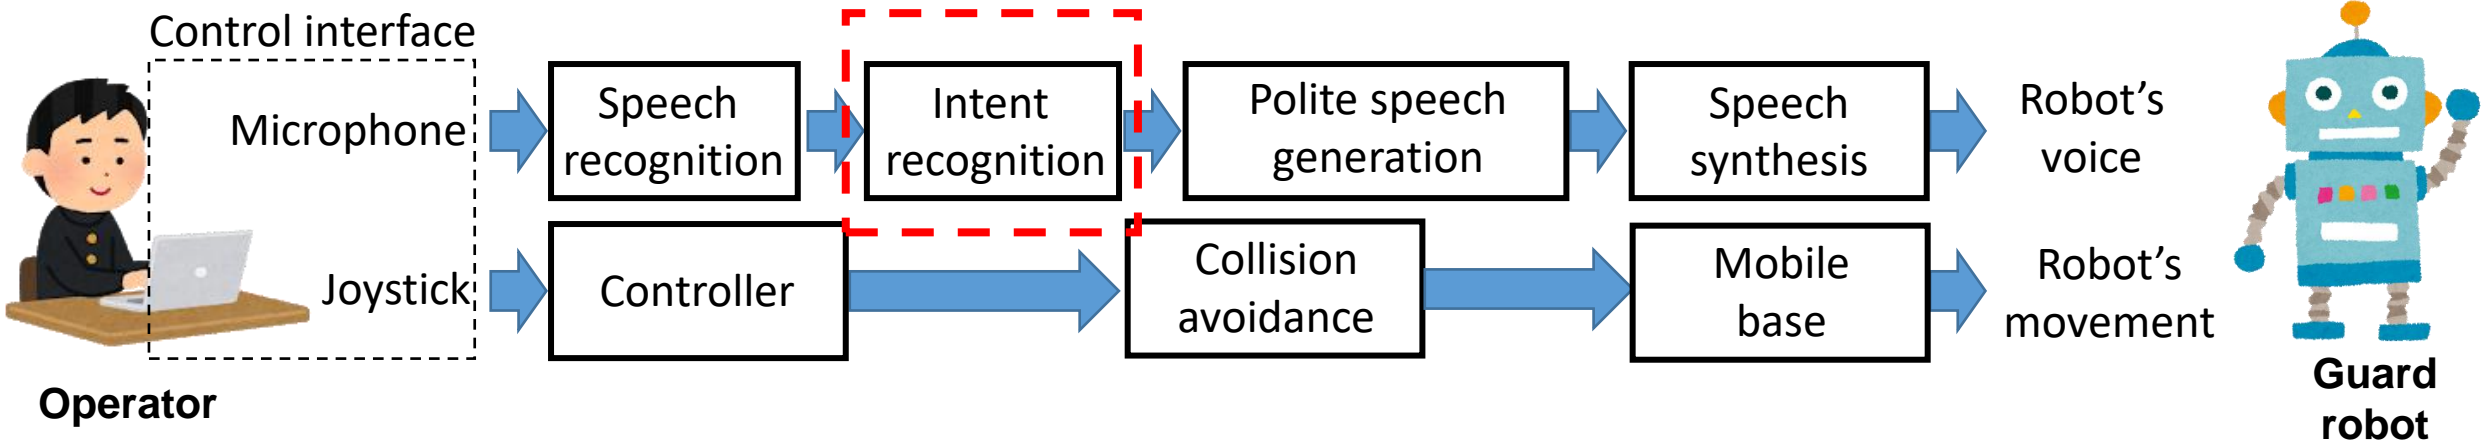 Control interface
Microphone
Speech
recognition
Intent
recognition
Polite speech
generation
Speech
synthesis
Robot’s
voice
Joystick
Controller
Collision
avoidance
Mobile
base
Robot’s
movement
Operator
Guard
robot